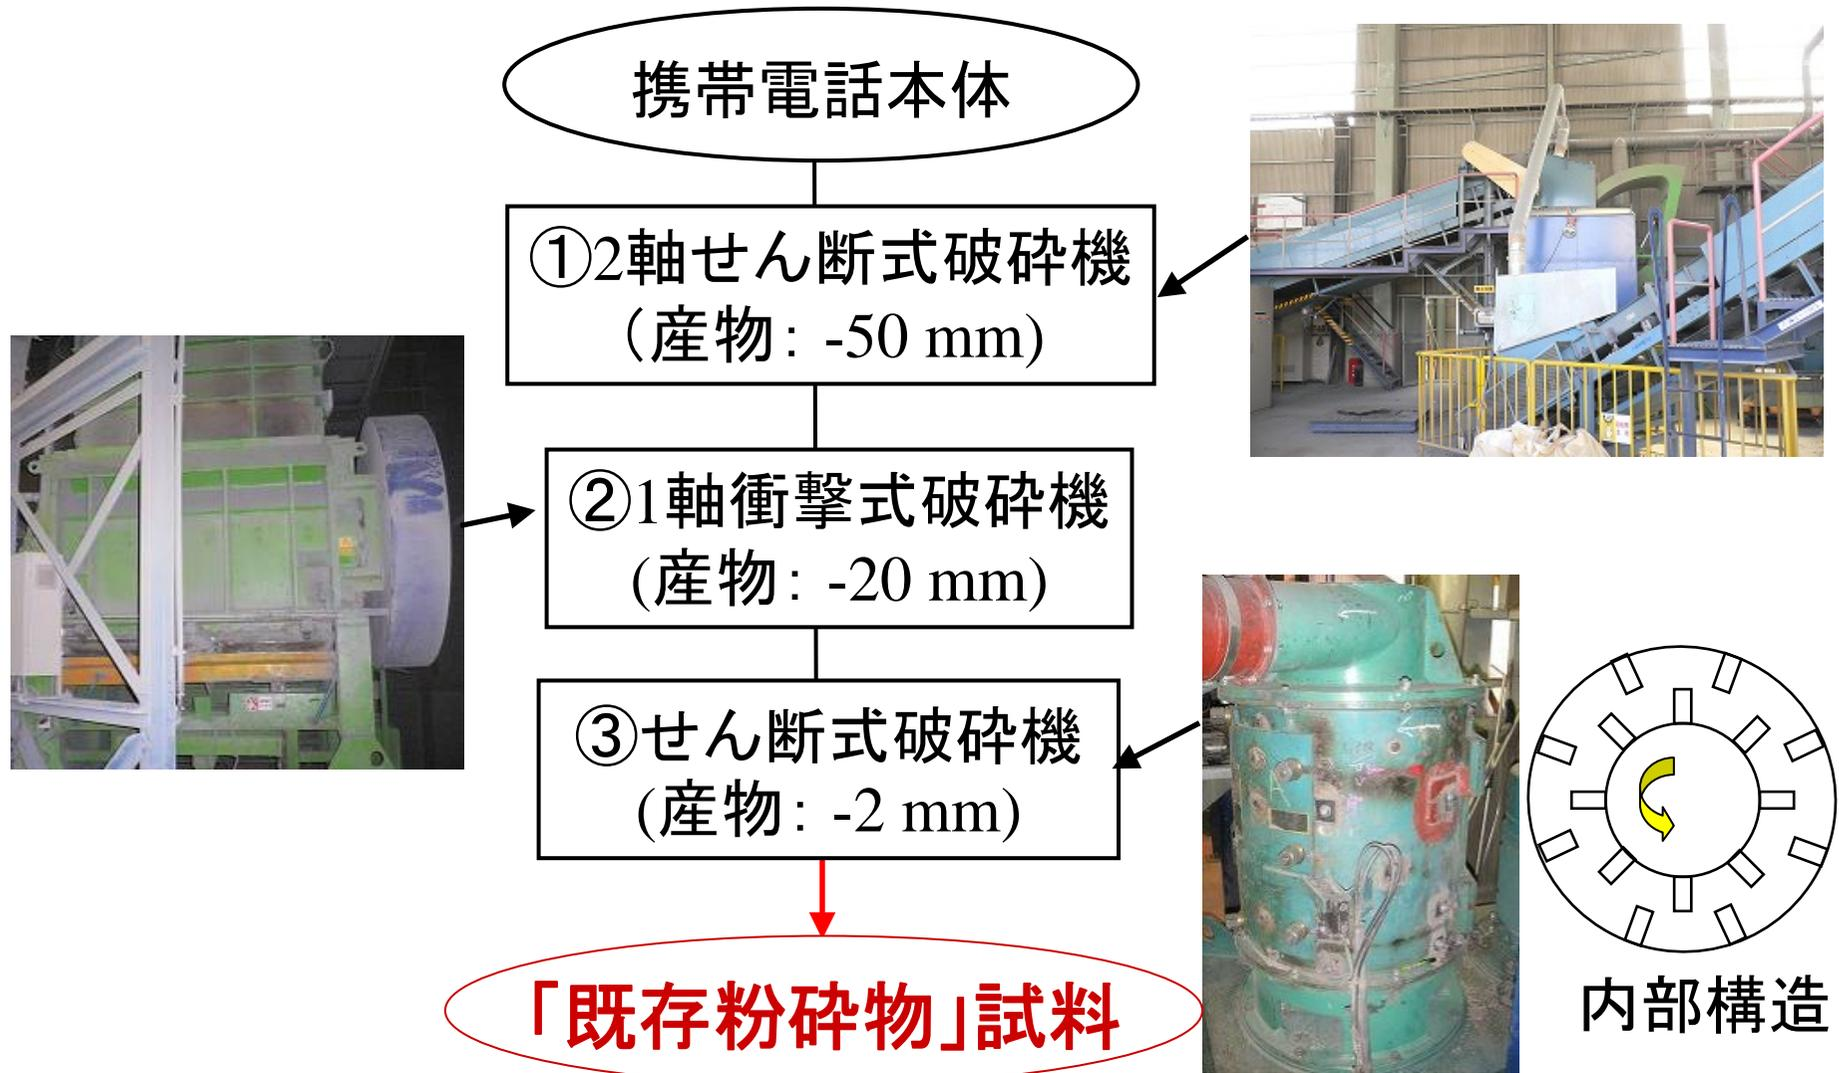 携帯電話本体
①2軸せん断式破砕機
（産物： -50 mm)
②1軸衝撃式破砕機
(産物： -20 mm)
③せん断式破砕機
(産物： -2 mm)
「既存粉砕物」試料
内部構造